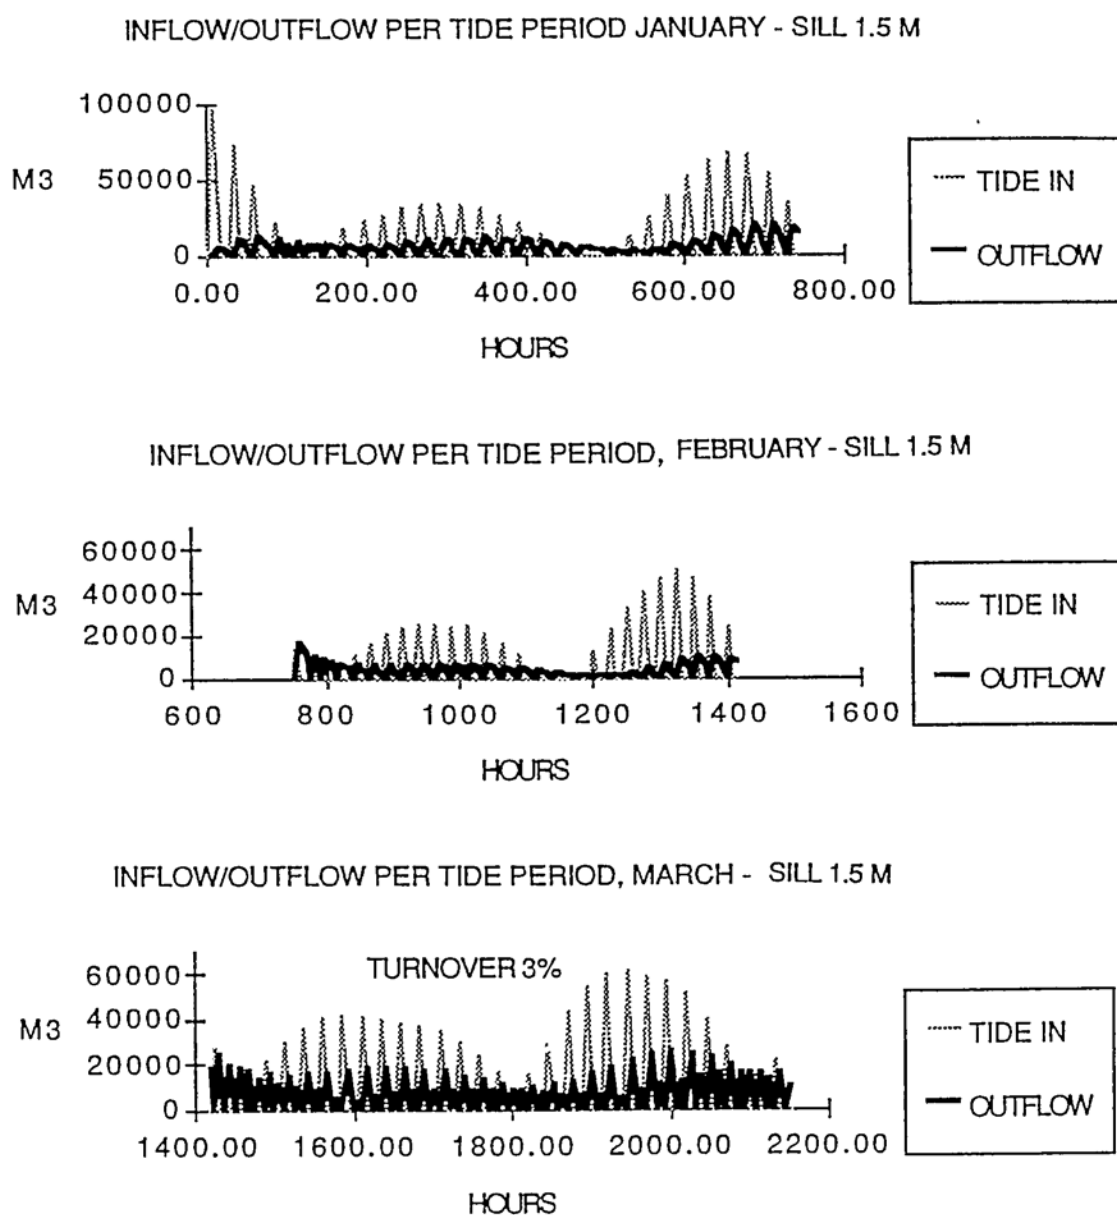 INFLOW/OUTFLOW PER TIDE PERIOD JANUARY - SILL 1.5 M
100000
M3
50000
0
0.00 200.00 400.00 600.00 800.00
HOURS
TIDE IN
OUTFLOW
INFLOW/OUTFLOW PER TIDE PERIOD, FEBRUARY - SILL 1.5 M
60000
40000
M3
20000
0
600 800 1000 1200 1400 1600
HOURS
TIDE IN
OUTFLOW
INFLOW/OUTFLOW PER TIDE PERIOD, MARCH - SILL 1.5 M
TURNOVER 3%
60000
M3
40000
20000
0
1400.00 1600.00 1800.00 2000.00 2200.00
HOURS
TIDE IN
OUTFLOW